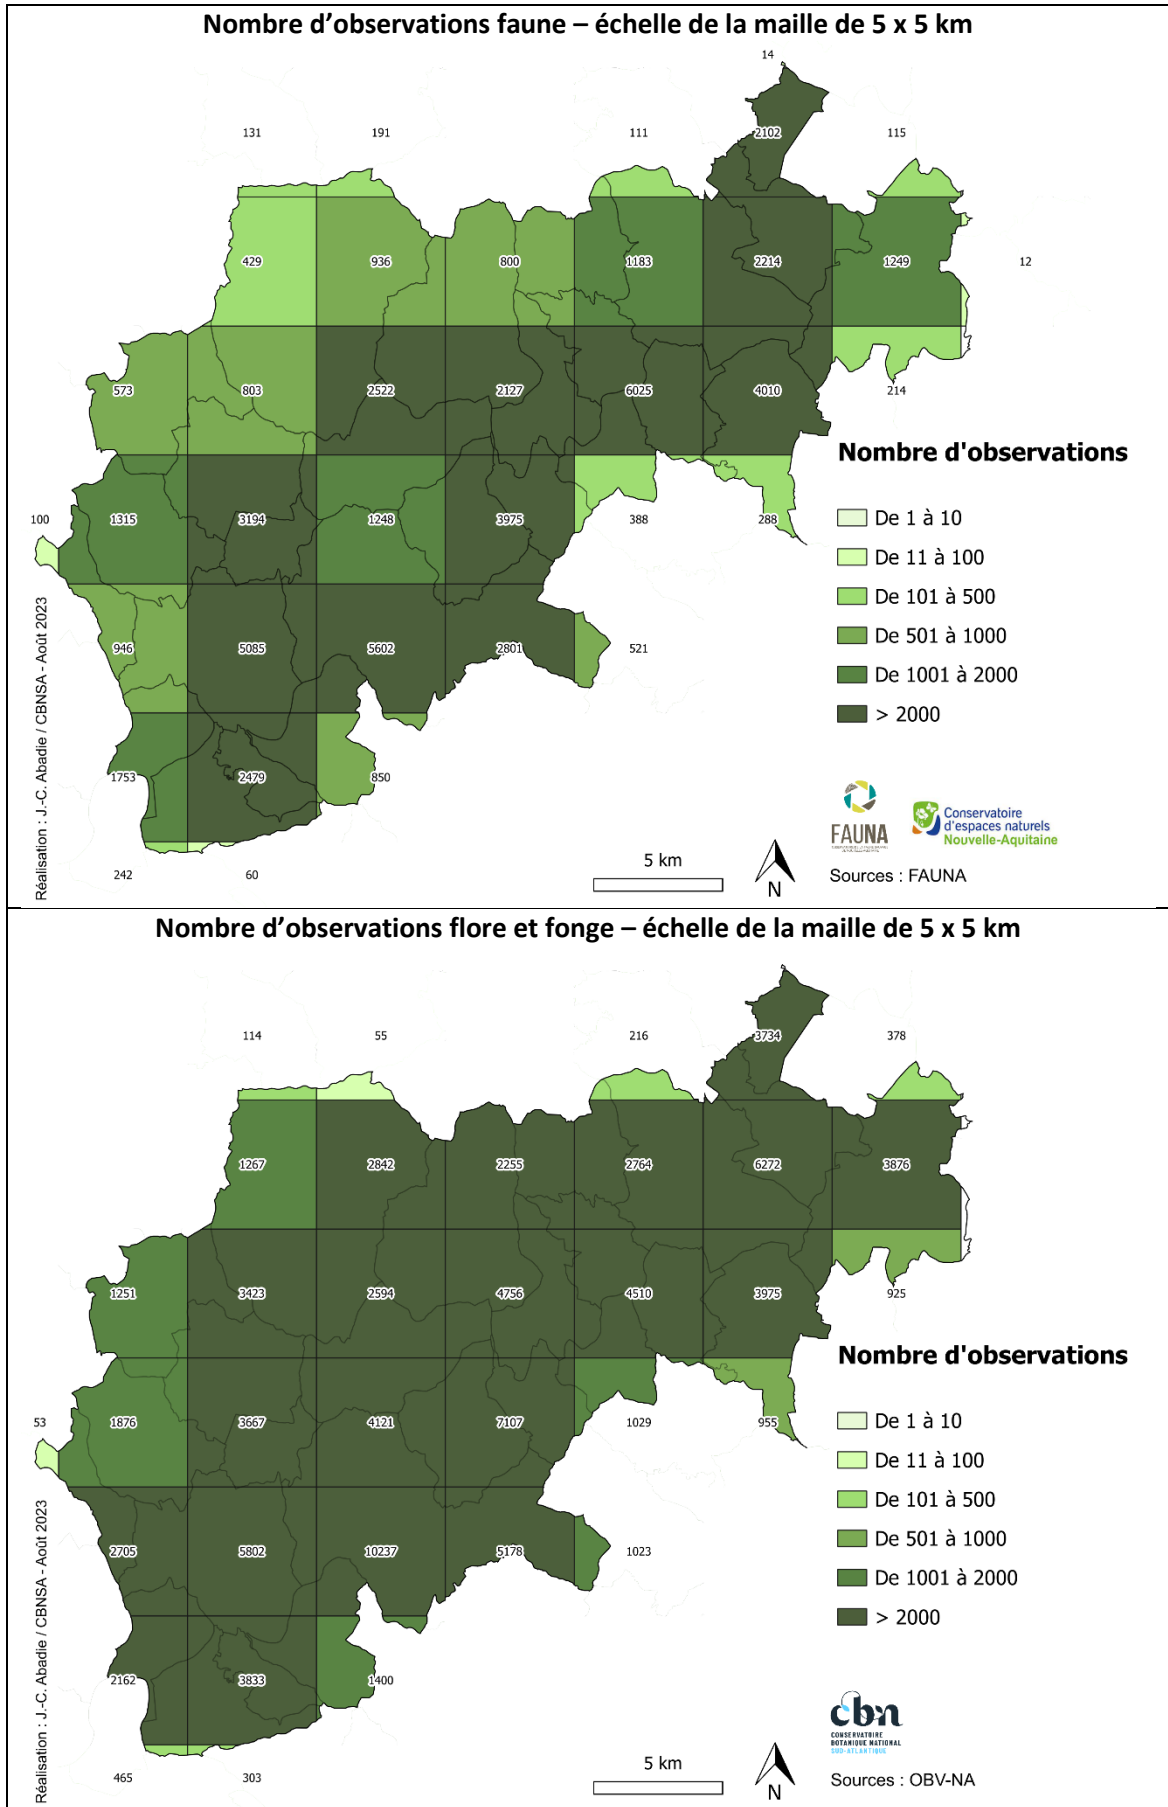 Nombre d’observations faune – échelle de la maille de 5 x 5 km
14
131 191 111 2102 115
429 936 800 1183 2214 1249 12
573 803 2522 2127 6025 4010 214
Nombre d'observations
100 1315 3194 1248 3975 388 288
De 1 à 10
De 11 à 100
De 101 à 500
946 5085 5602 2801 521
De 501 à 1000
De 1001 à 2000
> 2000
1753 2479 850
242 60
Réalisation : J.-C. Abadie / CBNSA - Août 2023
5 km
N
FAUNA
Conservatoire
d'espaces naturels
Nouvelle-Aquitaine
Sources : FAUNA
Nombre d’observations flore et fonge – échelle de la maille de 5 x 5 km
114 55 216 3734 378
1267 2842 2255 2764 6272 3876
1251 3423 2594 4756 4510 3975 925
Nombre d'observations
53 1876 3667 4121 7107 1029 955
De 1 à 10
De 11 à 100
De 101 à 500
2705 5802 10237 5178 1023
De 501 à 1000
De 1001 à 2000
> 2000
2162 3833 1400
465 303
Réalisation : J.-C. Abadie / CBNSA - Août 2023
5 km
N
cbn
CONSERVATOIRE
BOTANIQUE NATIONAL
SUD-ATLANTIQUE
Sources : OBV-NA